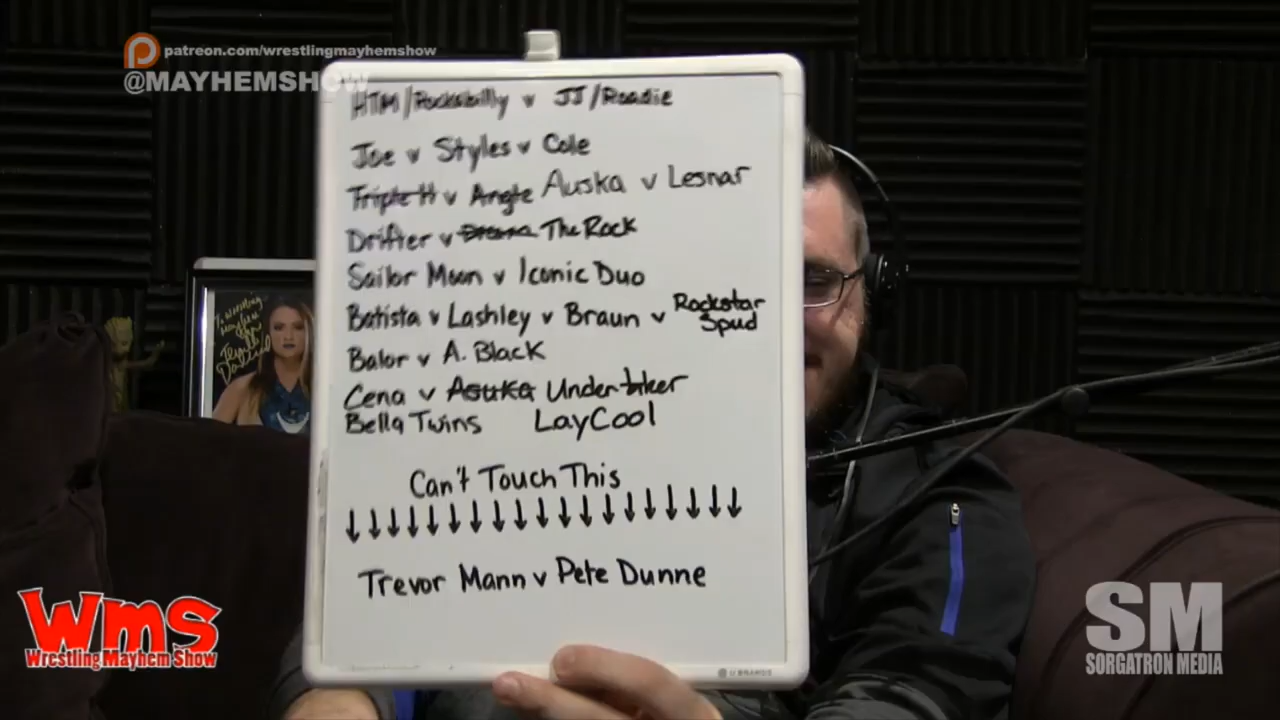 patreon.com/wrestlingmayhemshow
@MAYHEMSHOW
HTM/Rockabilly v JJ/Roadie
Joe v Styles v Cole
Triple H v Angle Auska v Lesnar
Drifter v The Rock
Sailor Moon v Iconic Duo
Batista v Lashley v Braun v Rockstar
Spud
Balor v A. Black
Cena v Asuka Undertaker
Bella Twins LayCool
Can't Touch This
Trevor Mann v Pete Dunne
WMS
Wrestling Mayhem Show
SM
SORGATRON MEDIA
U BRANDS